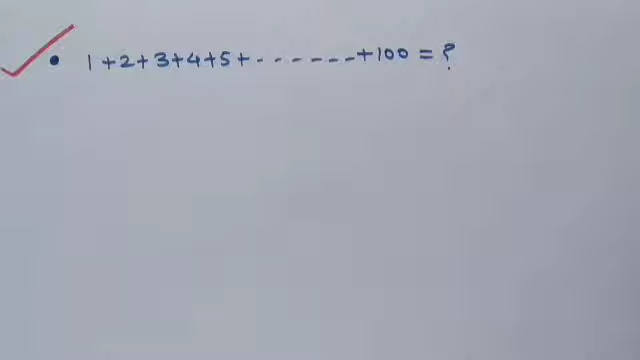 • 1+2+3+4+5+-------+100 = ?